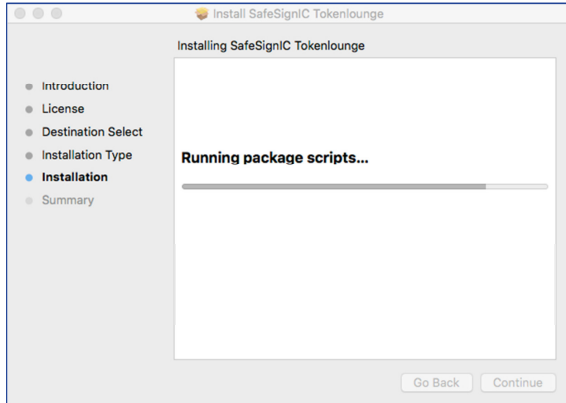 Install SafeSignIC Tokenlounge
Installing SafeSignIC Tokenlounge
Introduction
License
Destination Select
Installation Type
Installation
Summary
Running package scripts...
Go Back
Continue